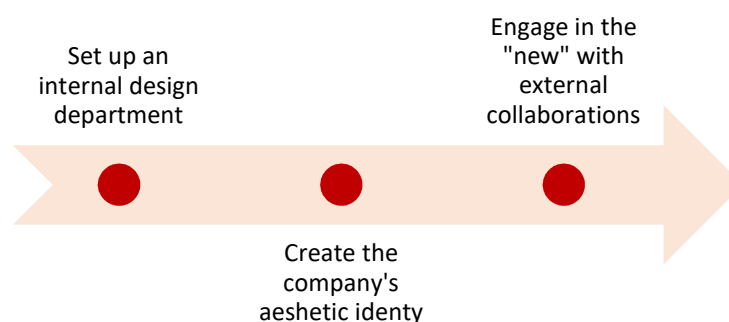 Set up an
internal design
department
Create the
company's
aeshetic identy
Engage in the
"new" with
external
collaborations